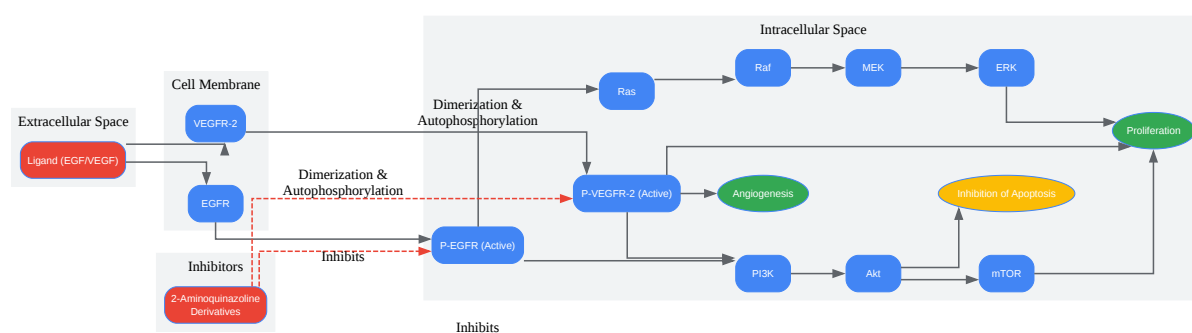 Intracellular Space
Raf
MEK
ERK
Cell Membrane
Ras
Dimerization &
Autophosphorylation
Extracellular Space
VEGFR-2
Proliferation
Ligand (EGF/VEGF)
Dimerization &
Autophosphorylation
P-VEGFR-2 (Active)
Angiogenesis
Inhibition of Apoptosis
EGFR
P-EGFR (Active)
Inhibits
Inhibitors
PI3K
Akt
mTOR
2-Aminoquinazoline
Derivatives
Inhibits